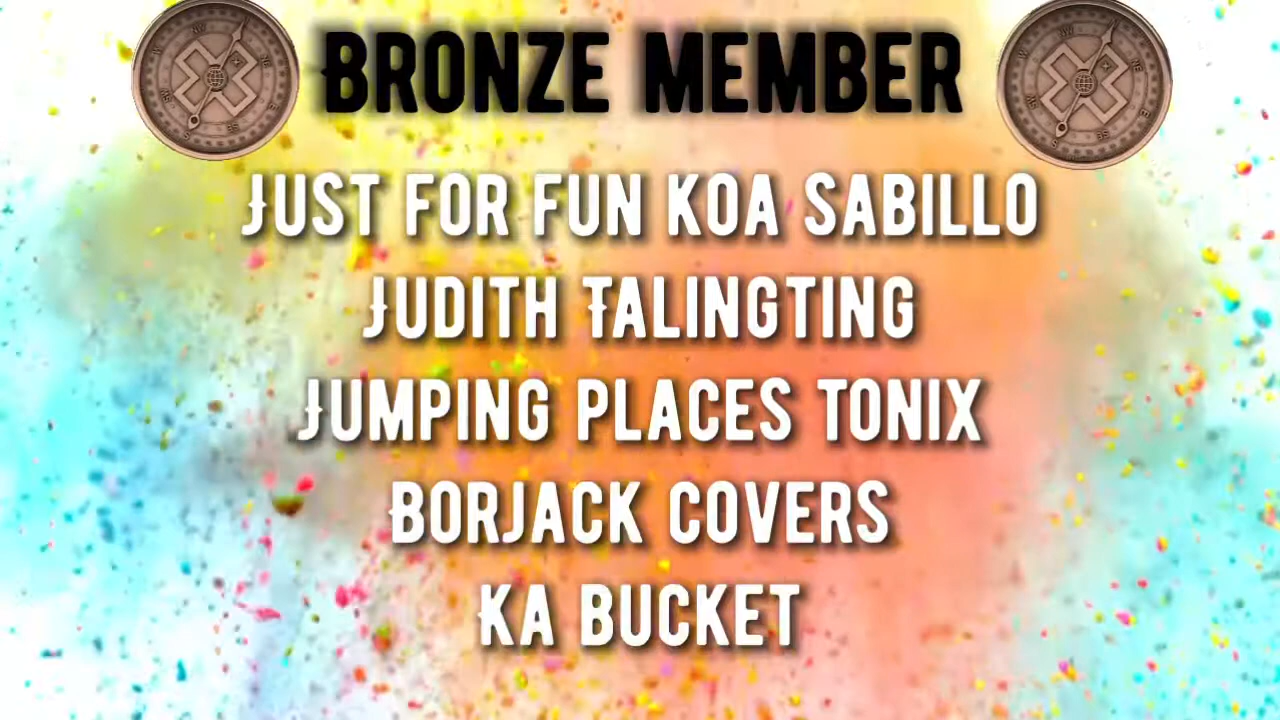 BRONZE MEMBER
JUST FOR FUN KOA SABILLO
JUDITH TALINGTING
JUMPING PLACES TONIX
BORJACK COVERS
KA BUCKET